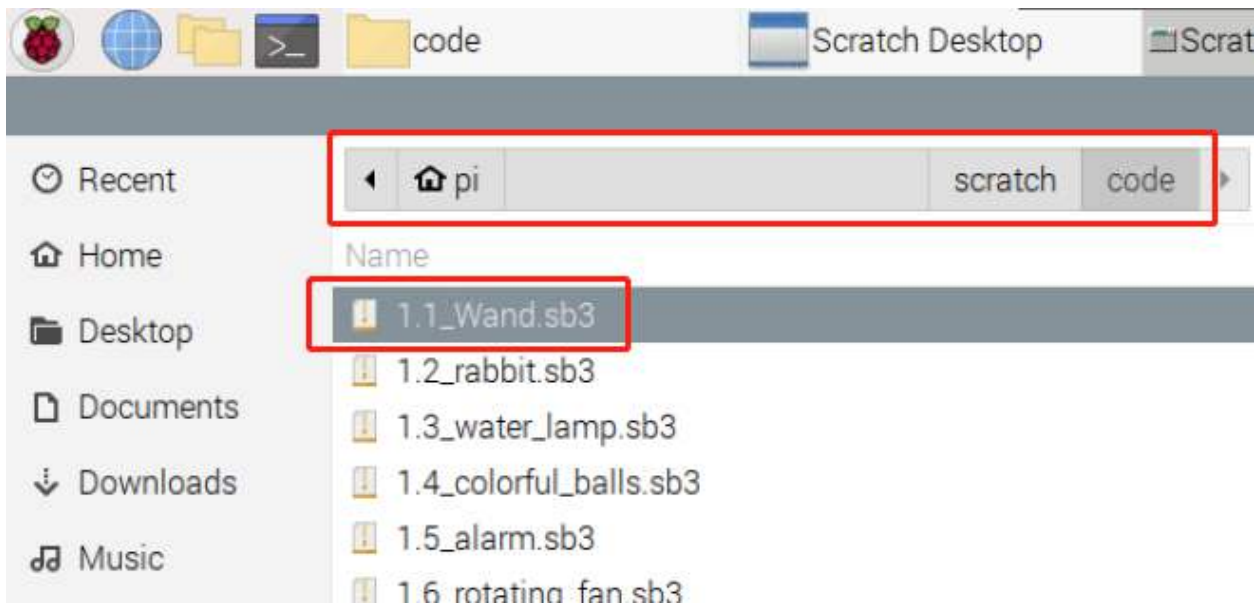 code Scratch Desktop Scrat
Recent
pi scratch code
Home
Name
1.1_Wand.sb3
Desktop
1.2_rabbit.sb3
Documents
1.3_water_lamp.sb3
Downloads
1.4_colorful_balls.sb3
Music
1.5_alarm.sb3
1.6_rotating_fan.sb3